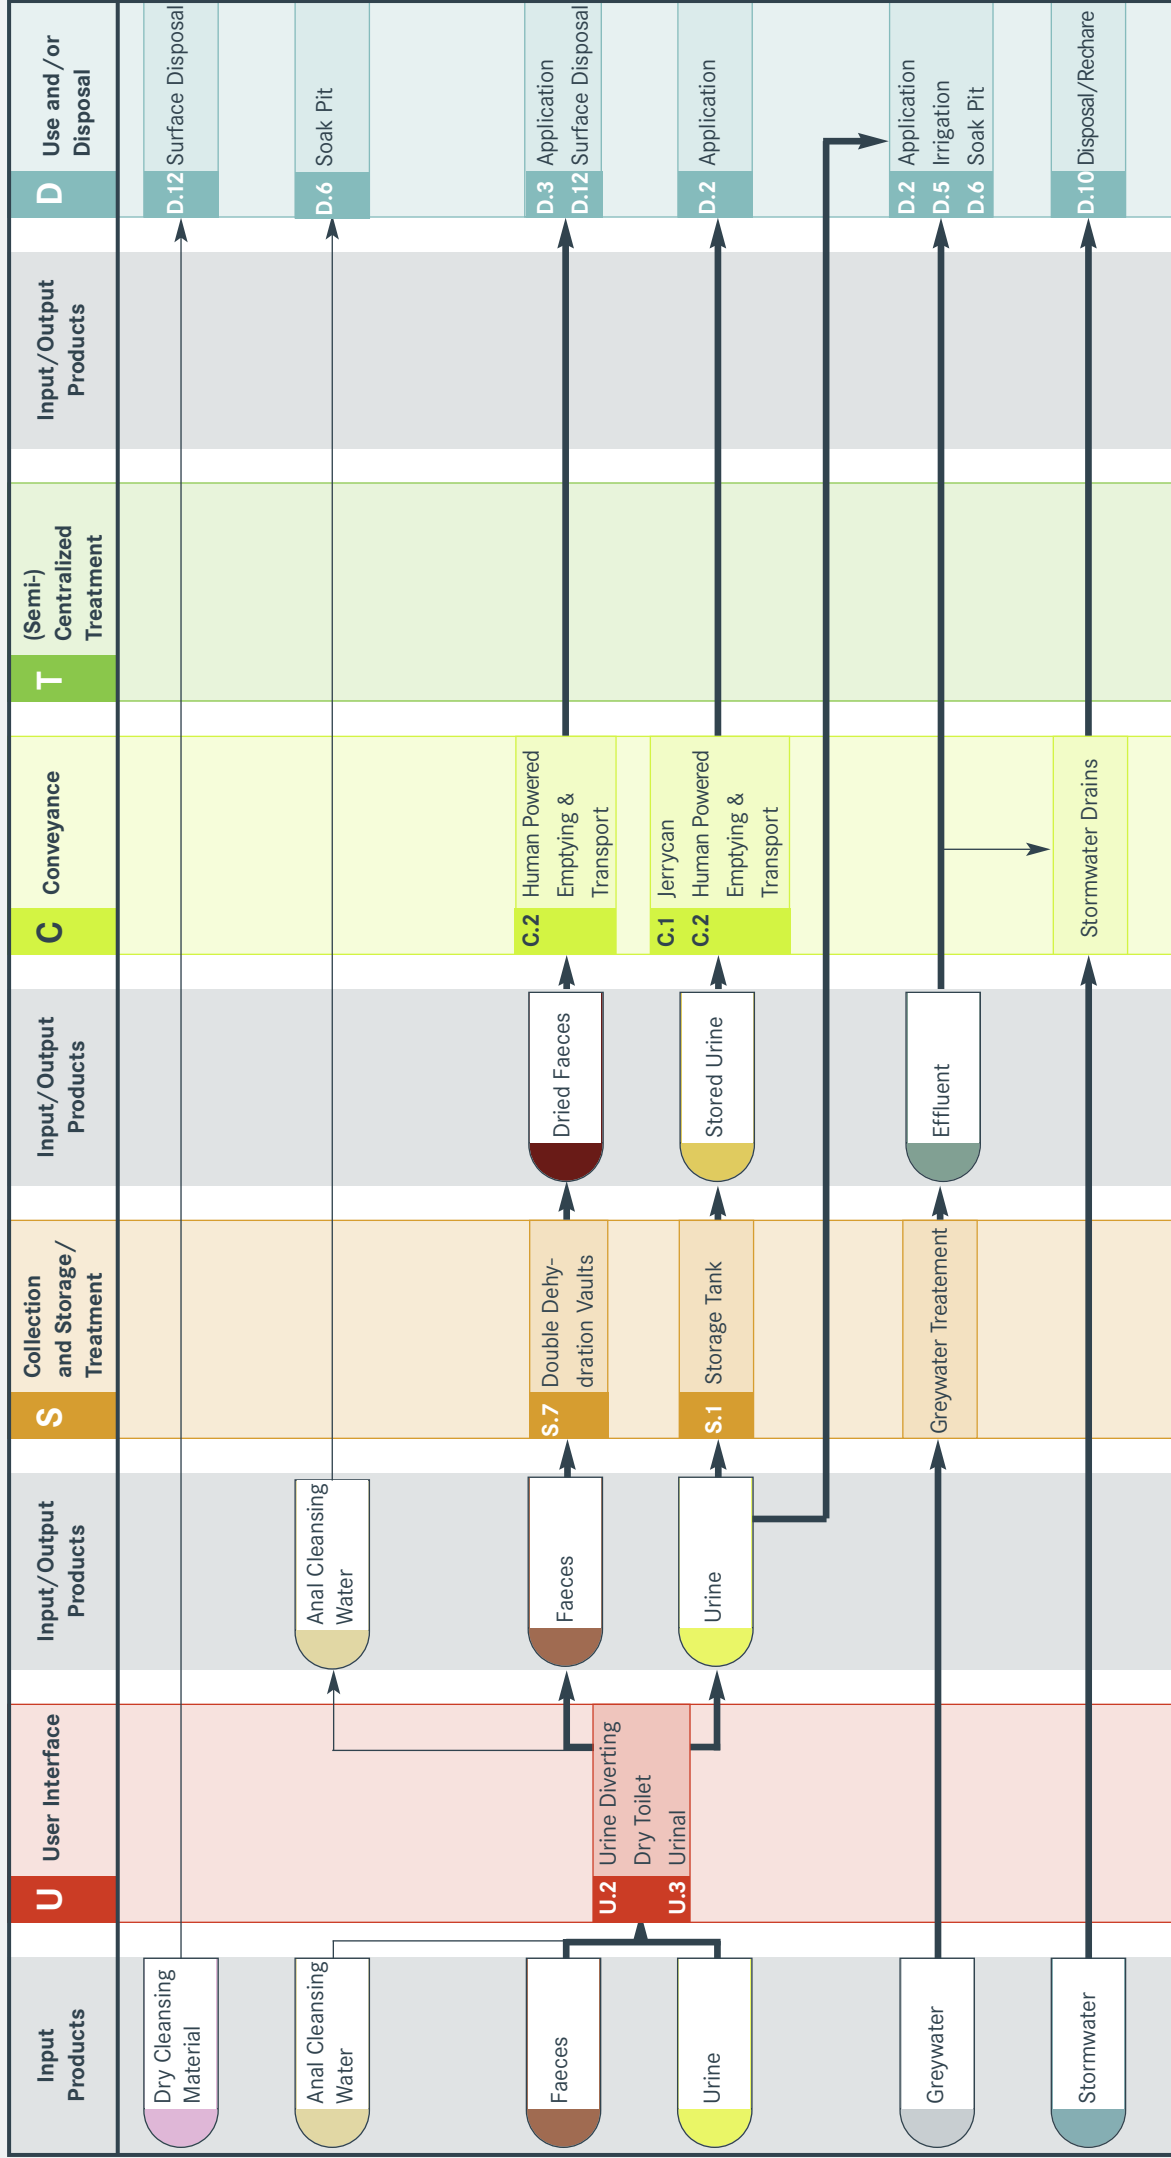 Input
Products
U
User Interface
Input/Output
Products
S
Collection
and Storage/
Treatment
Input/Output
Products
C
Conveyance
T
(Semi-)
Centralized
Treatment
Input/Output
Products
D
Use and/or
Disposal
Dry Cleansing
Material
D.12 Surface Disposal
Anal Cleansing
Water
Anal Cleansing
Water
D.6 Soak Pit
Faeces
U.2 Urine Diverting
Dry Toilet
U.3 Urinal
Faeces
S.7 Double Dehy-
dration Vaults
Dried Faeces
C.2 Human Powered
Emptying &
Transport
D.3 Application
D.12 Surface Disposal
Urine
Urine
S.1 Storage Tank
Stored Urine
C.1 Jerrycan
C.2 Human Powered
Emptying &
Transport
D.2 Application
Greywater
Greywater Treatement
Effluent
D.2 Application
D.5 Irrigation
D.6 Soak Pit
Stormwater
Stormwater Drains
D.10 Disposal/Rechare